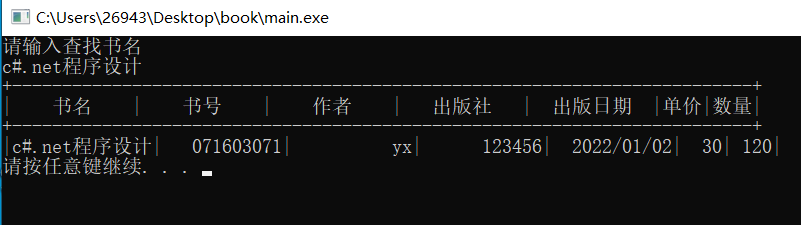 C:\Users\26943\Desktop\book\main.exe
请输入查找书名
c#.net程序设计
+--------------------------------------------------------------------------+
|    书名    |    书号    |    作者    |    出版社    |  出版日期  |单价|数量|
+--------------------------------------------------------------------------+
|c#.net程序设计|   071603071|          yx|      123456|  2022/01/02|  30| 120|
请按任意键继续. . .